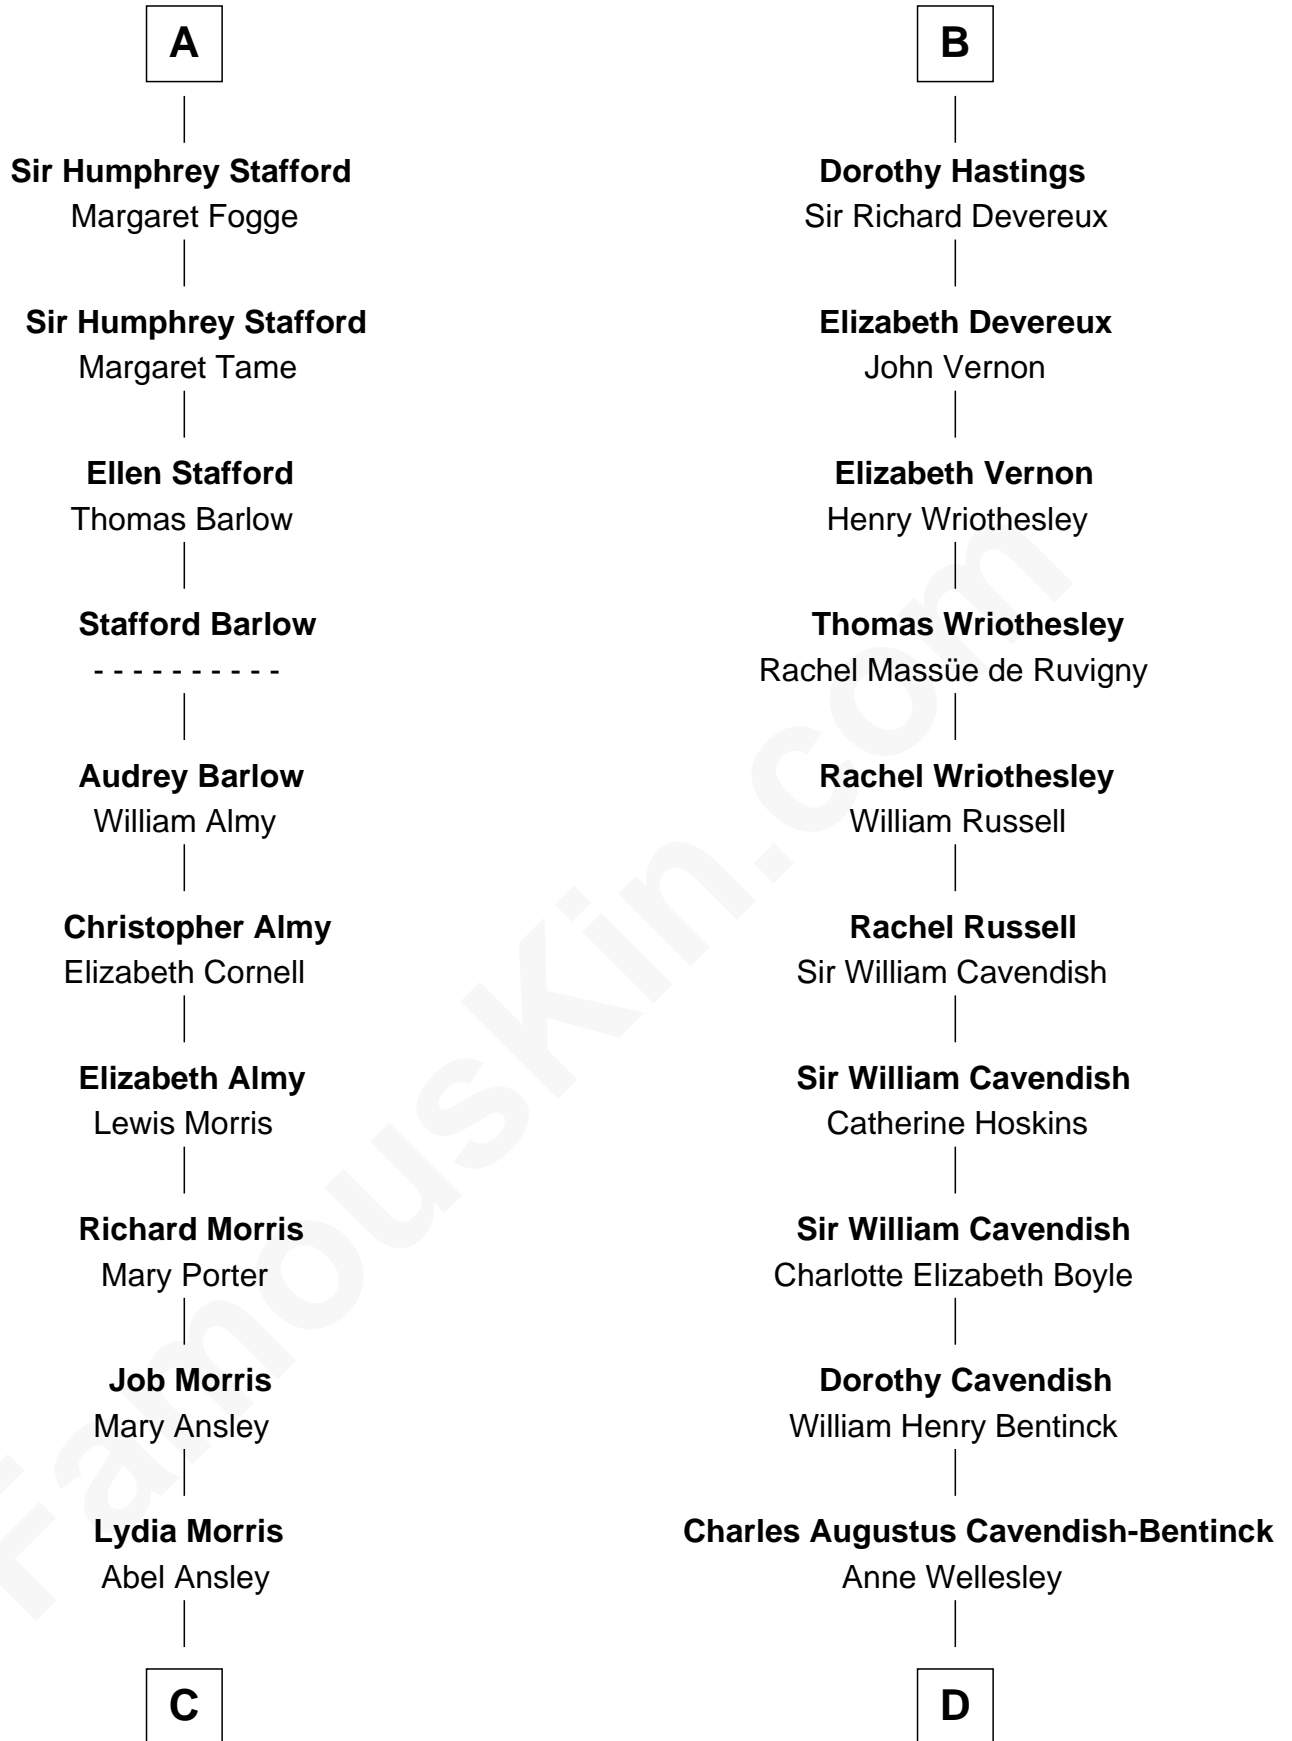 A
Sir Humphrey Stafford
Margaret Fogge
Sir Humphrey Stafford
Margaret Tame
Ellen Stafford
Thomas Barlow
Stafford Barlow
- - - - - - - - - -
Audrey Barlow
William Almy
Christopher Almy
Elizabeth Cornell
Elizabeth Almy
Lewis Morris
Richard Morris
Mary Porter
Job Morris
Mary Ansley
Lydia Morris
Abel Ansley
C
B
Dorothy Hastings
Sir Richard Devereux
Elizabeth Devereux
John Vernon
Elizabeth Vernon
Henry Wriothesley
Thomas Wriothesley
Rachel Massüe de Ruvigny
Rachel Wriothesley
William Russell
Rachel Russell
Sir William Cavendish
Sir William Cavendish
Catherine Hoskins
Sir William Cavendish
Charlotte Elizabeth Boyle
Dorothy Cavendish
William Henry Bentinck
Charles Augustus Cavendish-Bentinck
Anne Wellesley
D
FamousKin.com